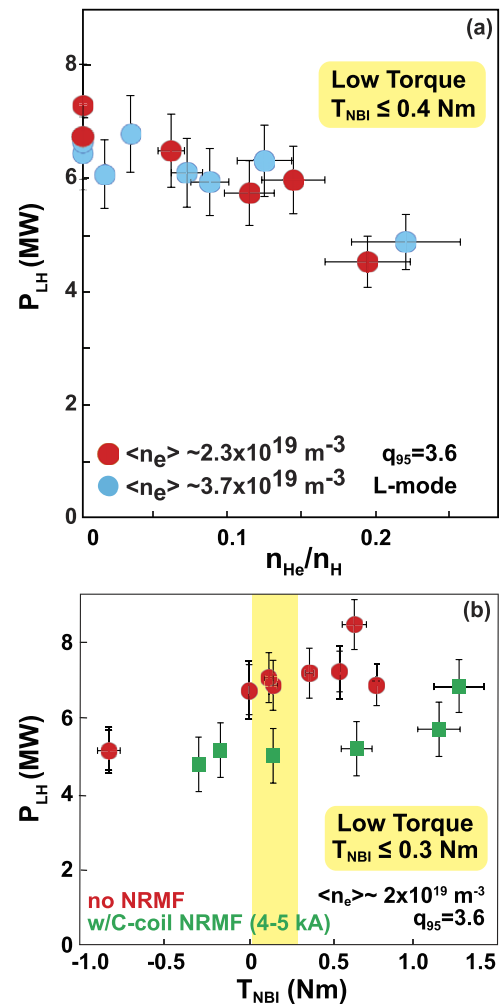 (a)
8
6
4
2
0
P_LH (MW)
Low Torque
T_NBI ≤ 0.4 Nm
<n_e> ~2.3x10^19 m^-3
q_95=3.6
<n_e> ~3.7x10^19 m^-3
L-mode
0 0.1 0.2
n_He/n_H
(b)
8
6
4
2
0
P_LH (MW)
Low Torque
T_NBI ≤ 0.3 Nm
no NRMF
<n_e>~ 2x10^19 m^-3
w/C-coil NRMF (4-5 kA)
q_95=3.6
-1.0 -0.5 0 0.5 1.0 1.5
T_NBI (Nm)